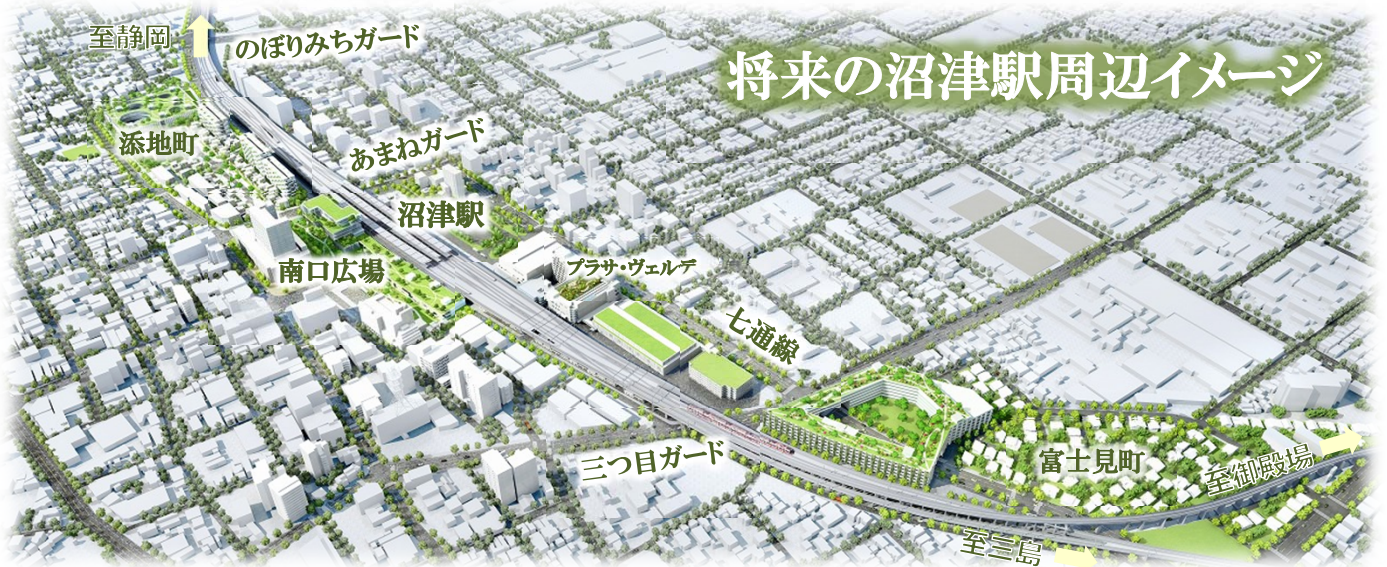 将来の沼津駅周辺イメージ
至静岡
のぼりみちガード
添地町
あまねガード
沼津駅
南口広場
プラサ・ヴェルデ
七通線
三つ目ガード
富士見町
至御殿場
至三島